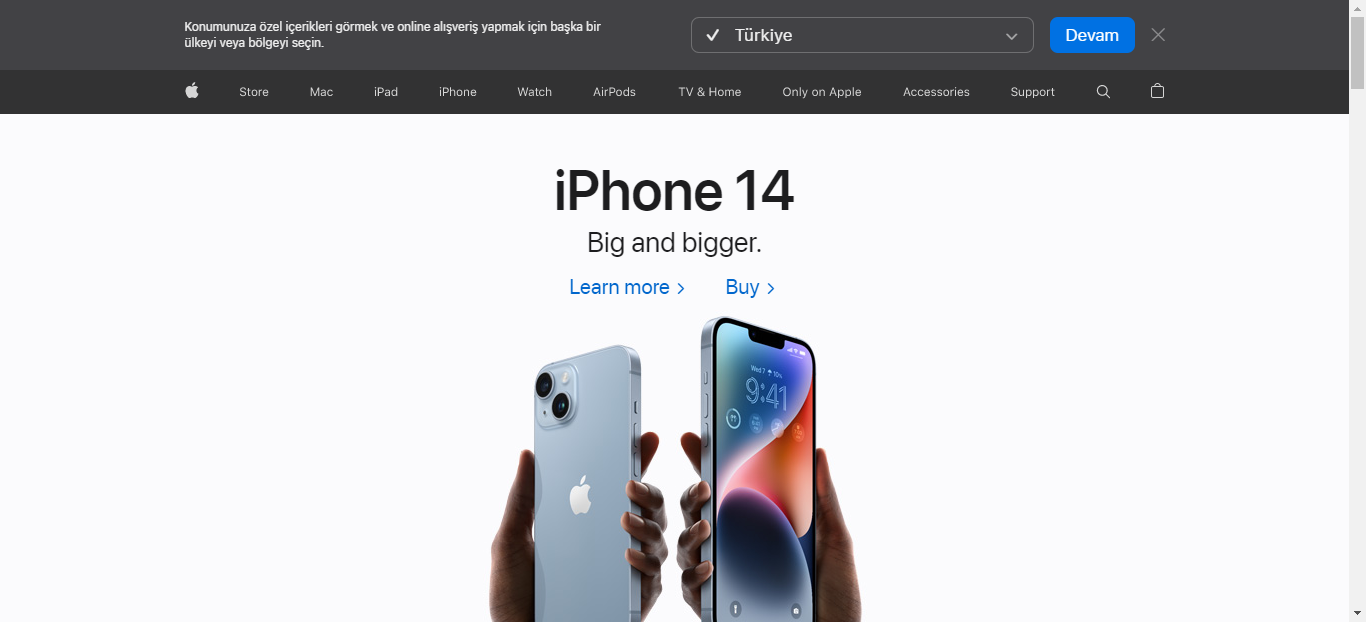 Konumunuza özel içerikleri görmek ve online alışveriş yapmak için başka bir
ülkeyi veya bölgeyi seçin.
Türkiye
Devam
Store
Mac
iPad
iPhone
Watch
AirPods
TV & Home
Only on Apple
Accessories
Support
iPhone 14
Big and bigger.
Learn more
Buy
Wed 7 10%
9:41